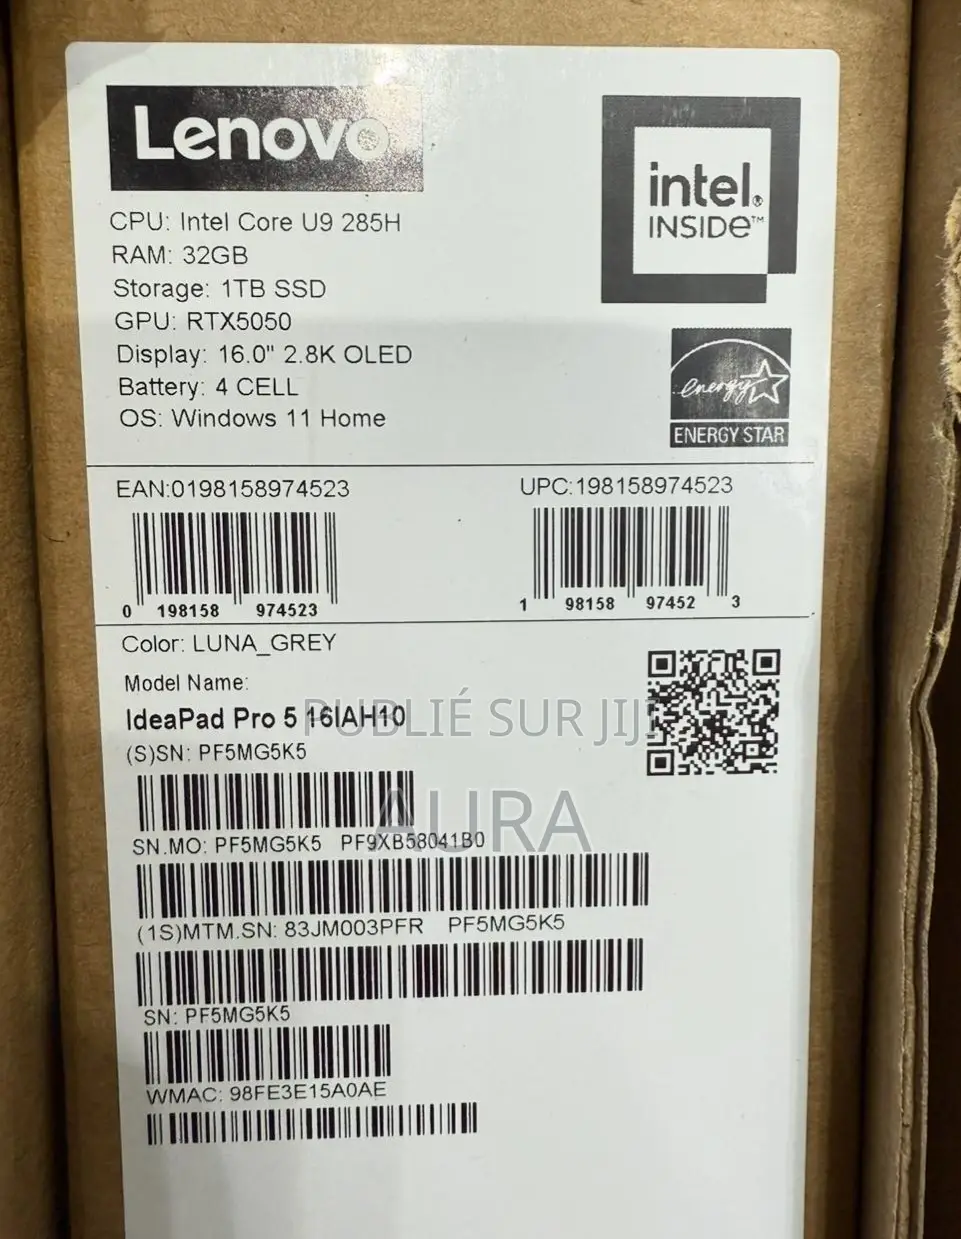 Lenovo
intel®
INSIDE™
CPU: Intel Core U9 285H
RAM: 32GB
Storage: 1TB SSD
GPU: RTX5050
Display: 16.0" 2.8K OLED
Battery: 4 CELL
OS: Windows 11 Home
energy
ENERGY STAR
EAN:0198158974523
0 198158 974523
UPC:198158974523
1 98158 97452 3
Color: LUNA_GREY
Model Name:
IdeaPad Pro 5 16IAH10
PUBLIÉ SUR JIJI
(S)SN: PF5MG5K5
AURA
SN.MO: PF5MG5K5 PF9XB58041B0
(1S)MTM.SN: 83JM003PFR PF5MG5K5
SN: PF5MG5K5
WMAC: 98FE3E15A0AE